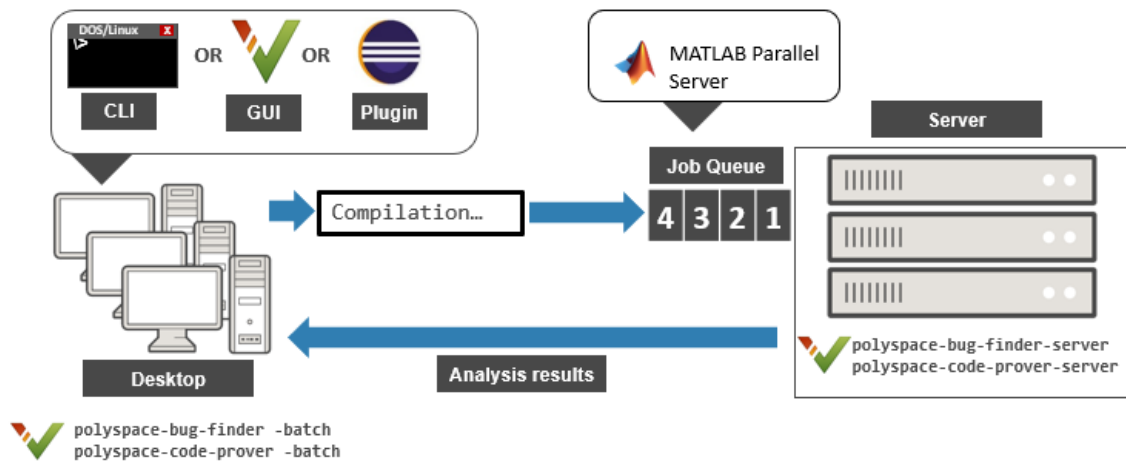 DOS/Linux X
\>
OR
OR
CLI
GUI
Plugin
MATLAB Parallel
Server
Server
Job Queue
4 3 2 1
Compilation…
Desktop
Analysis results
polyspace-bug-finder-server
polyspace-code-prover-server
polyspace-bug-finder -batch
polyspace-code-prover -batch